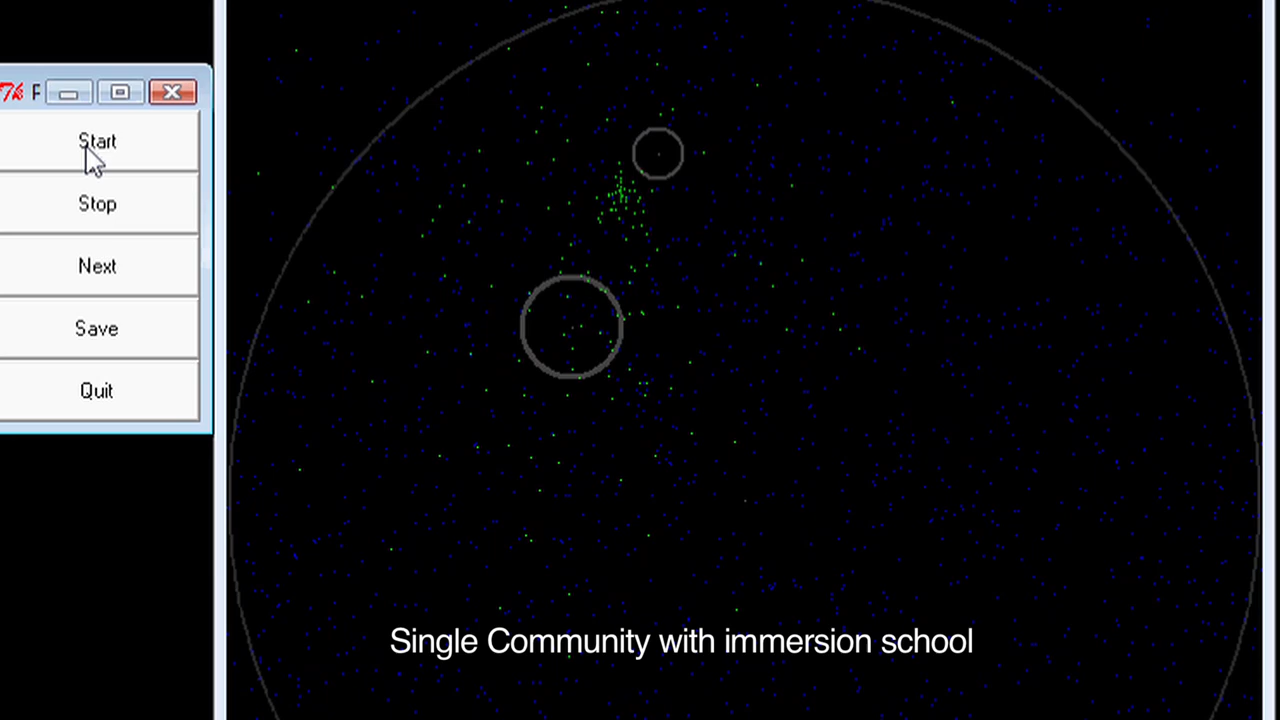 F
Start
Stop
Next
Save
Quit
Single Community with immersion school